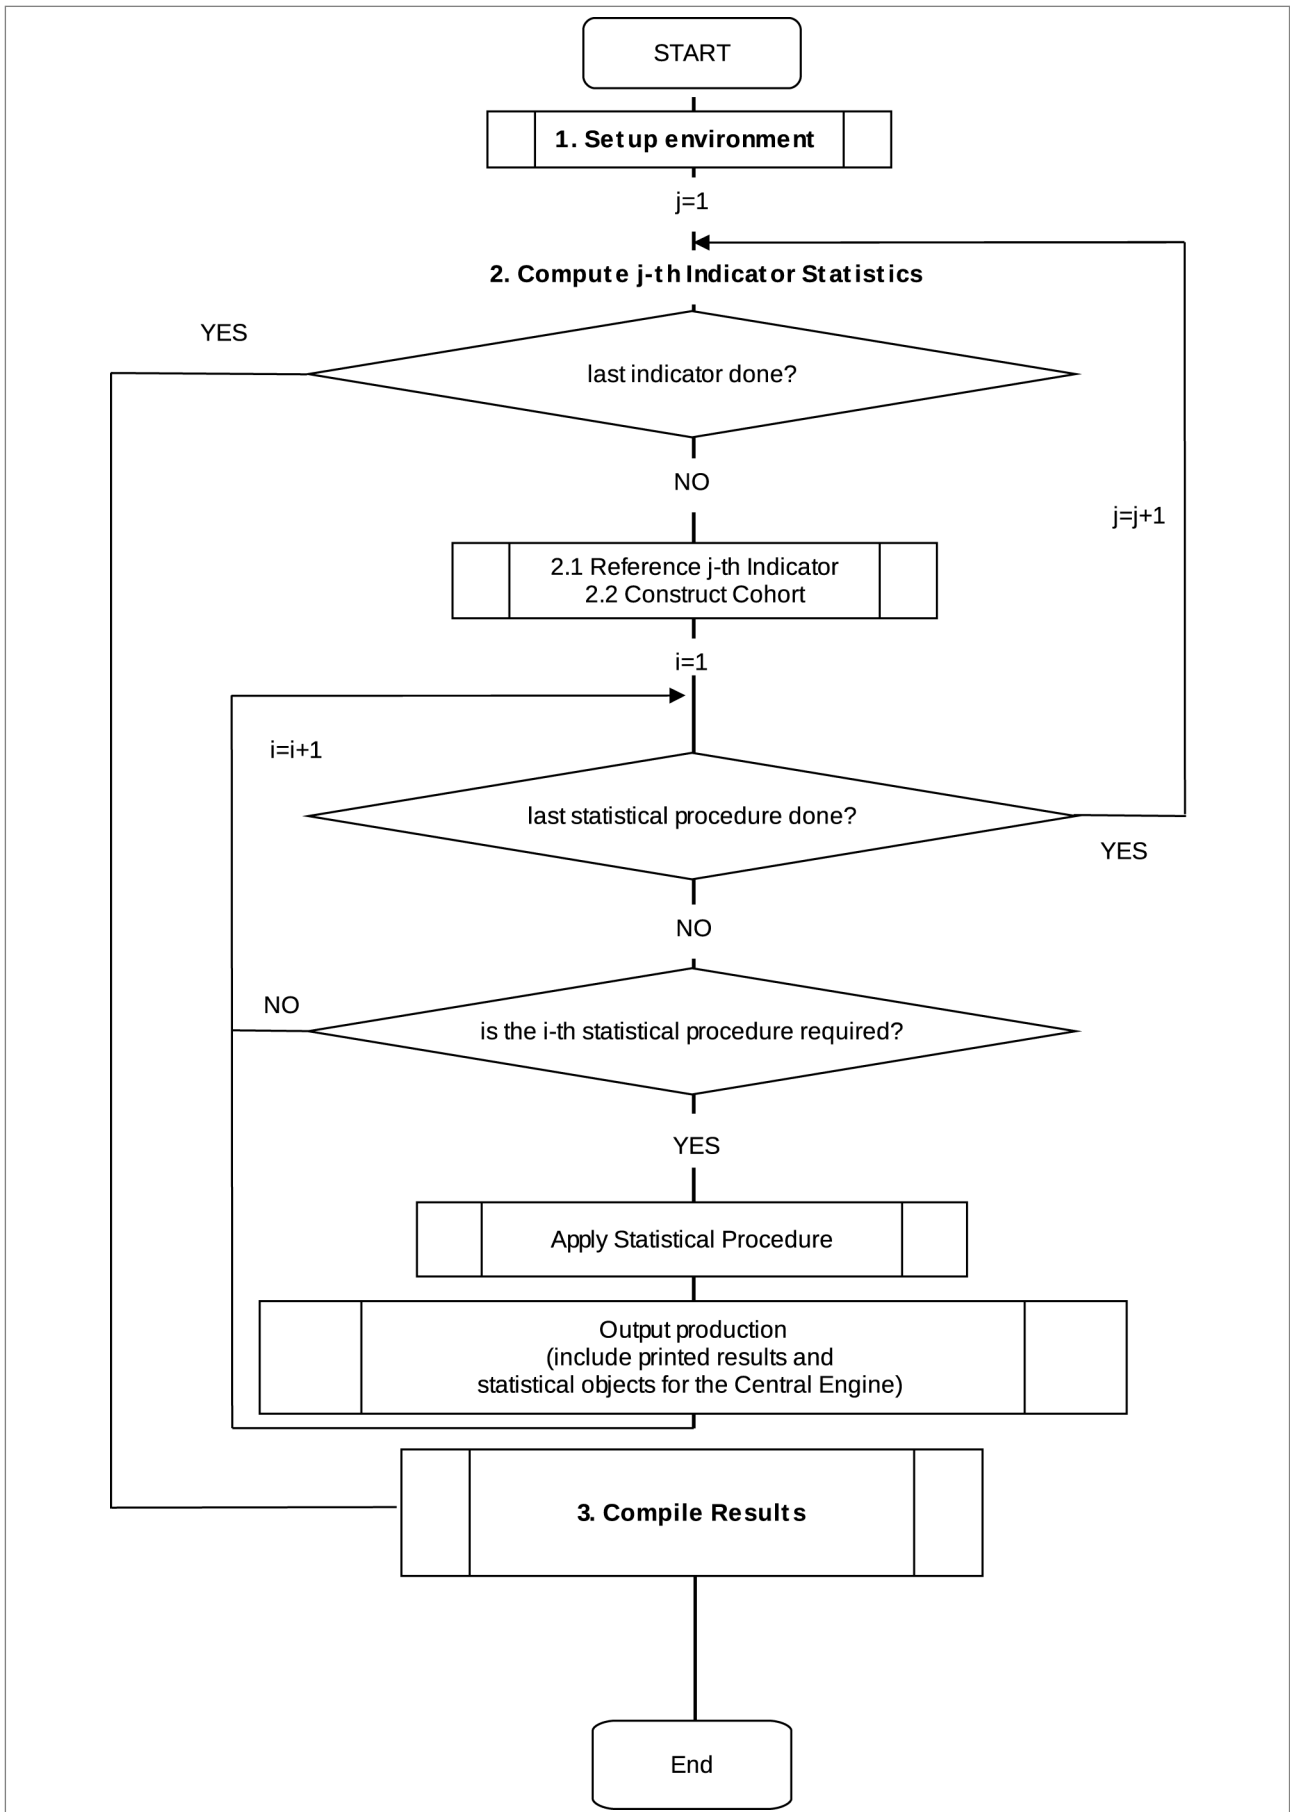 START
1. Setup environment
j=1
2. Compute j-th Indicator Statistics
YES
last indicator done?
NO
j=j+1
2.1 Reference j-th Indicator
2.2 Construct Cohort
i=1
i=i+1
last statistical procedure done?
YES
NO
NO
is the i-th statistical procedure required?
YES
Apply Statistical Procedure
Output production
(include printed results and
statistical objects for the Central Engine)
3. Compile Results
End